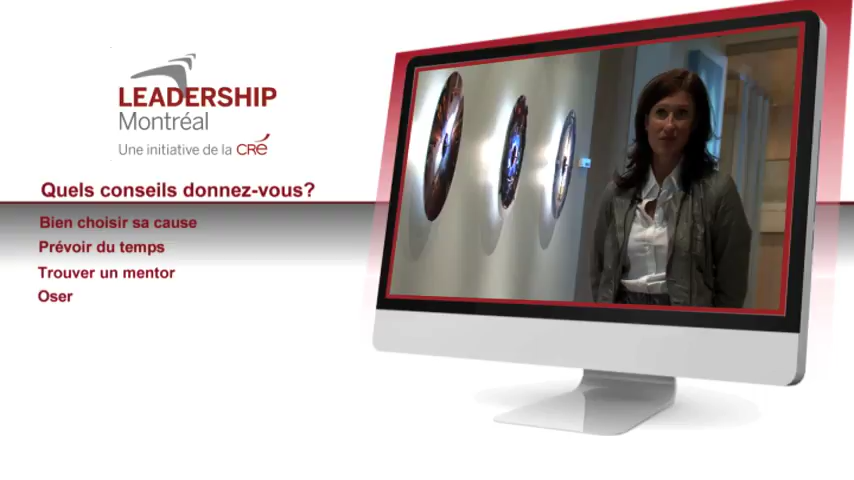 LEADERSHIP
Montréal
Une initiative de la CRé
Quels conseils donnez-vous?
Bien choisir sa cause
Prévoir du temps
Trouver un mentor
Oser